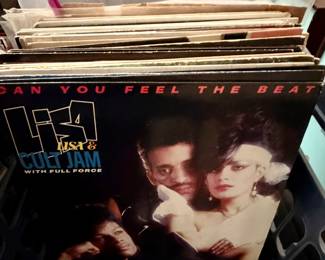 CAN YOU FEEL THE BEAT
LISA
LISA &
CULT JAM
WITH FULL FORCE